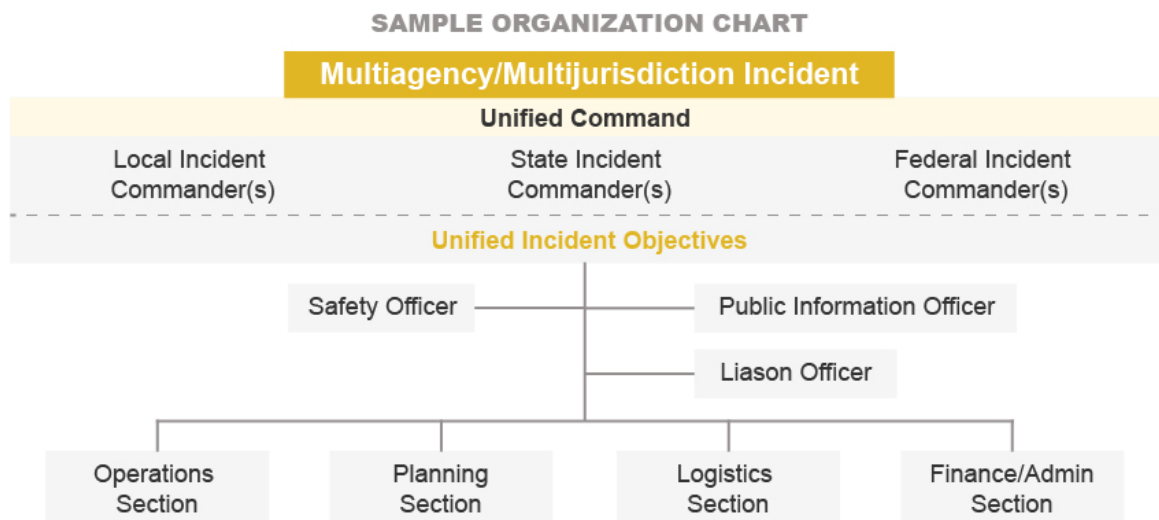 SAMPLE ORGANIZATION CHART
Multiagency/Multijurisdiction Incident
Unified Command
Local Incident
Commander(s)
State Incident
Commander(s)
Federal Incident
Commander(s)
Unified Incident Objectives
Safety Officer
Public Information Officer
Liason Officer
Operations
Section
Planning
Section
Logistics
Section
Finance/Admin
Section